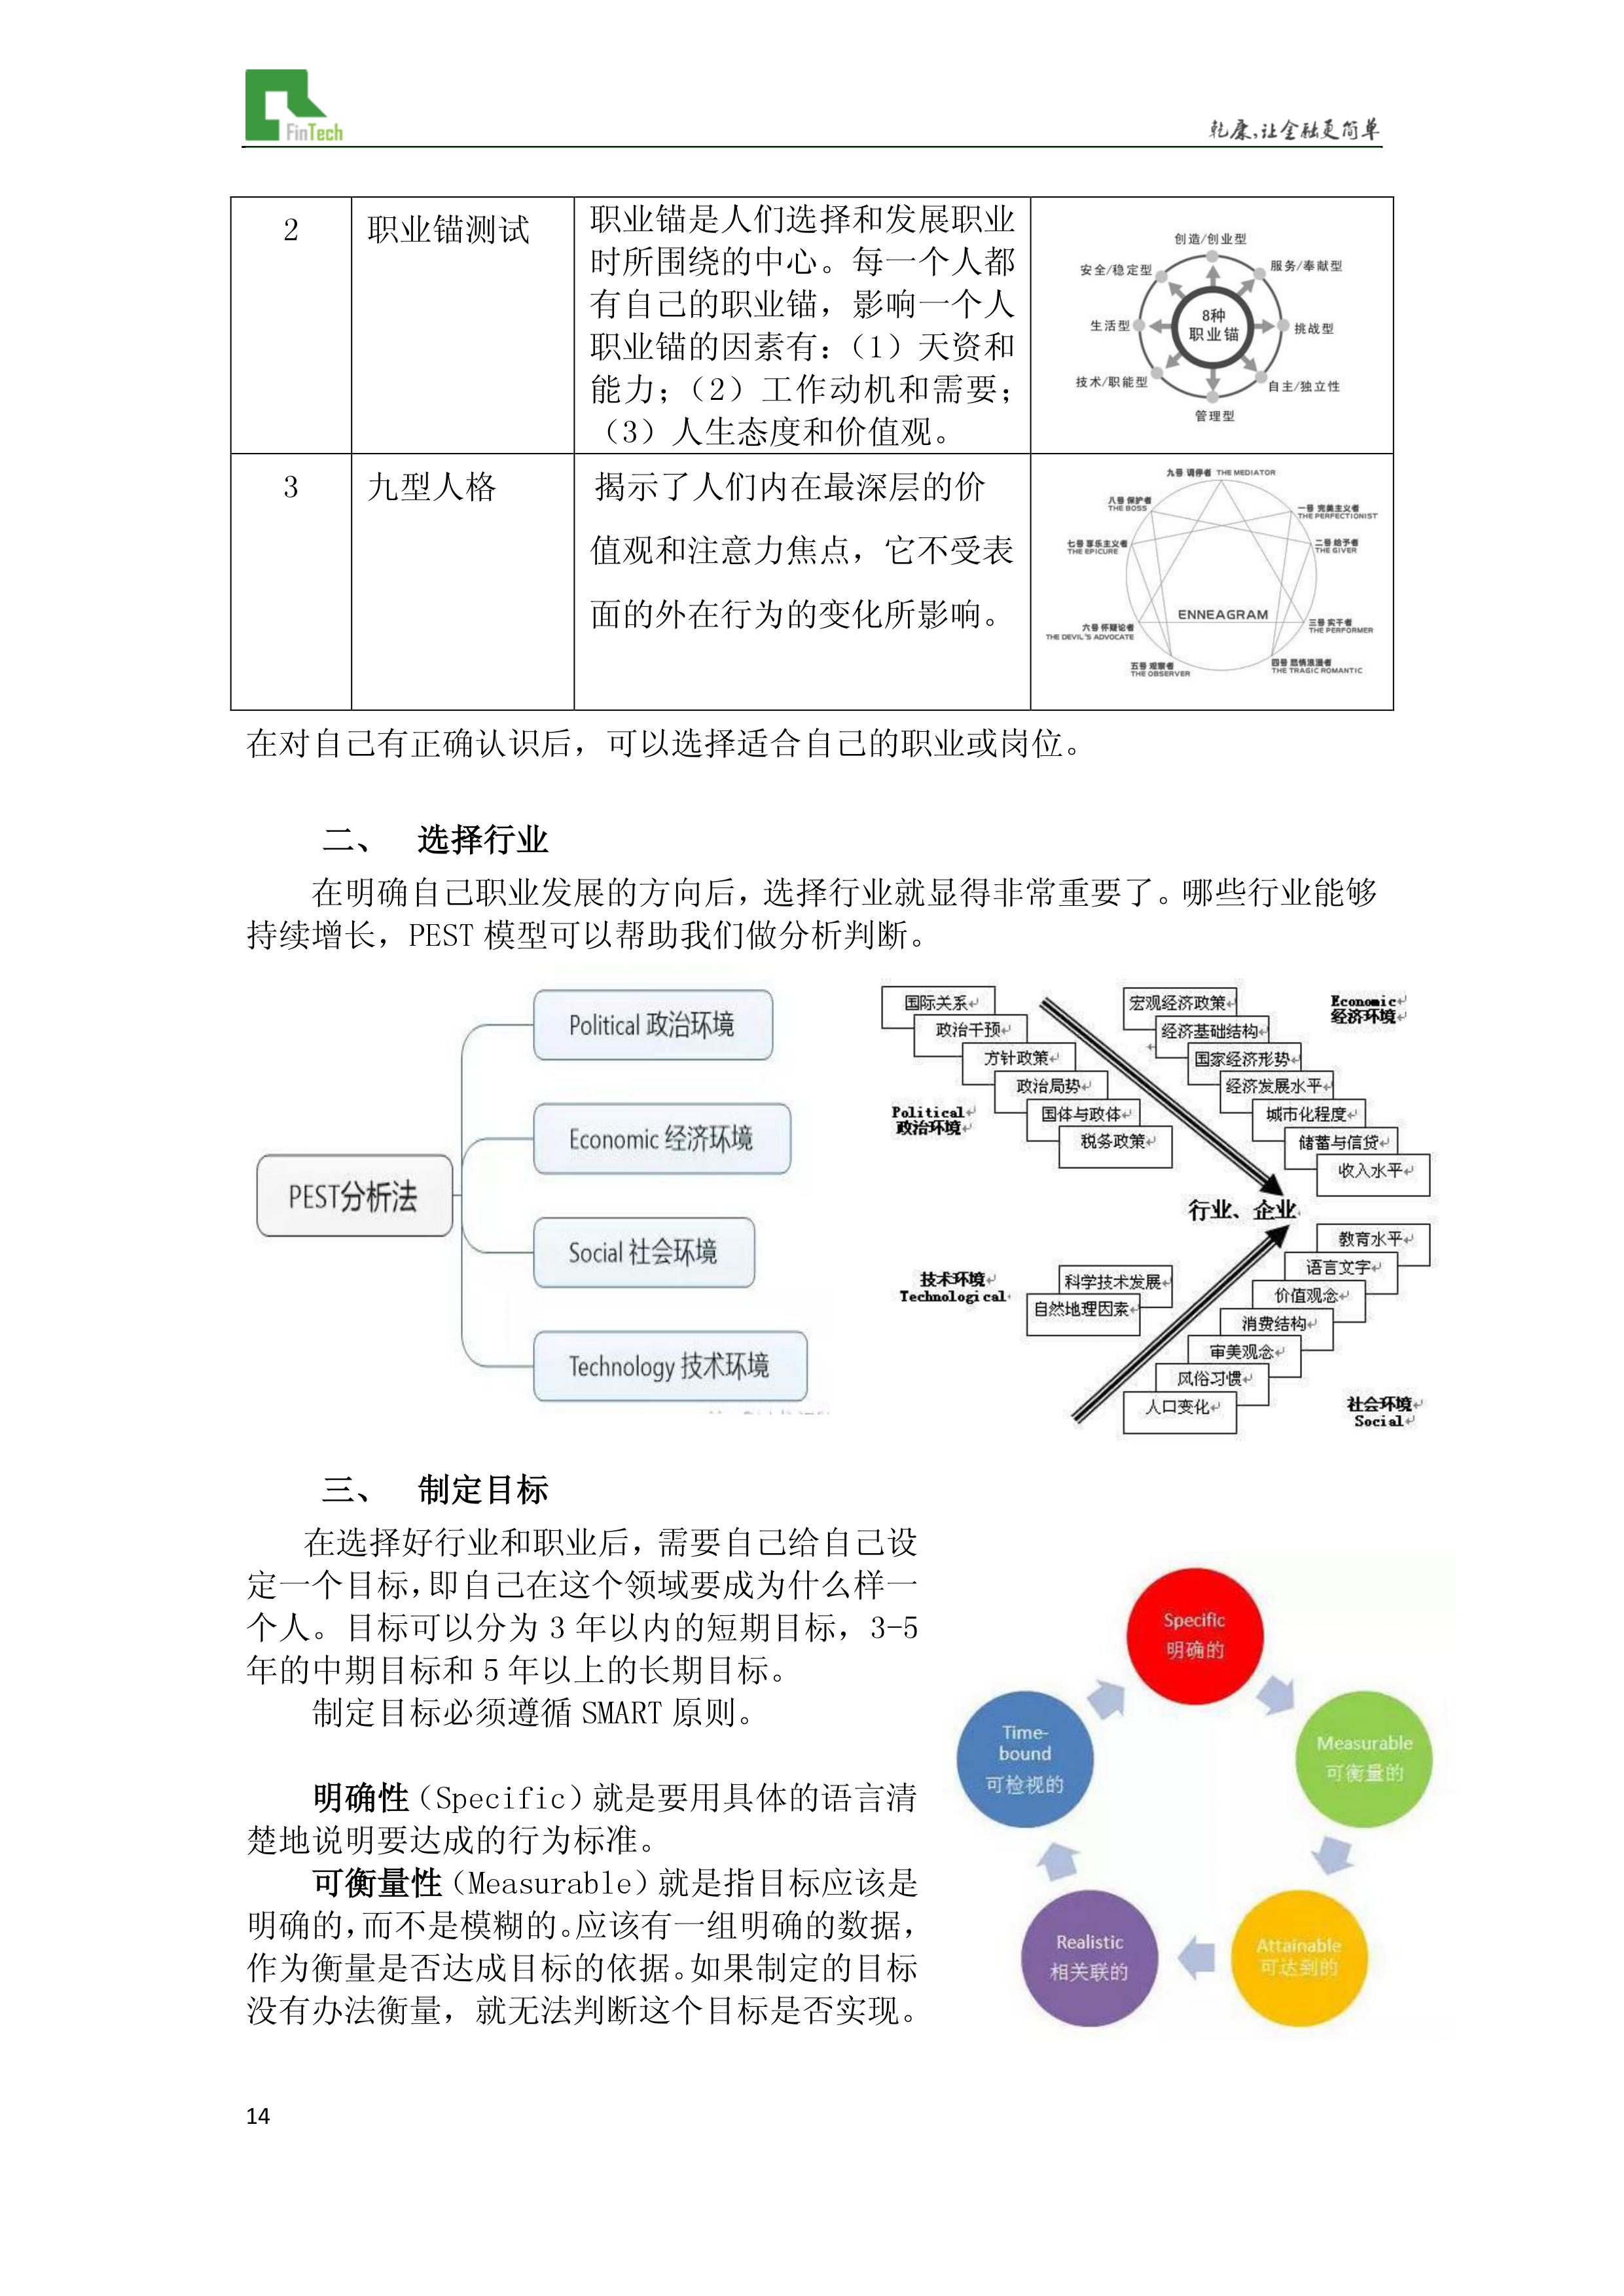 FinTech
乾康,让金融更简单
2
职业锚测试
职业锚是人们选择和发展职业
时所围绕的中心。每一个人都
有自己的职业锚，影响一个人
职业锚的因素有：（1）天资和
能力；（2）工作动机和需要；
（3）人生态度和价值观。
创造/创业型
安全/稳定型
服务/奉献型
8种
职业锚
生活型
挑战型
技术/职能型
自主/独立性
管理型
3
九型人格
揭示了人们内在最深层的价
值观和注意力焦点，它不受表
面的外在行为的变化所影响。
九号 调停者 THE MEDIATOR
八号 保护者
THE BOSS
一号 完美主义者
THE PERFECTIONIST
七号 享乐主义者
THE EPICURE
二号 给予者
THE GIVER
ENNEAGRAM
六号 怀疑论者
THE DEVIL'S ADVOCATE
三号 实干者
THE PERFORMER
五号 观察者
THE OBSERVER
四号 悲情浪漫者
THE TRAGIC ROMANTIC
在对自己有正确认识后，可以选择适合自己的职业或岗位。
二、 选择行业
在明确自己职业发展的方向后，选择行业就显得非常重要了。哪些行业能够
持续增长，PEST 模型可以帮助我们做分析判断。
PEST分析法
Political 政治环境
Economic 经济环境
Social 社会环境
Technology 技术环境
国际关系
政治干预
方针政策
政治局势
国体与政体
税务政策
Political
政治环境
宏观经济政策
经济基础结构
国家经济形势
经济发展水平
城市化程度
储蓄与信贷
收入水平
Economic
经济环境
行业、企业
技术环境
Technological
科学技术发展
自然地理因素
教育水平
语言文字
价值观念
消费结构
审美观念
风俗习惯
人口变化
社会环境
Social
三、 制定目标
在选择好行业和职业后，需要自己给自己设
定一个目标，即自己在这个领域要成为什么样一
个人。目标可以分为 3 年以内的短期目标，3-5
年的中期目标和 5 年以上的长期目标。
制定目标必须遵循 SMART 原则。
明确性（Specific）就是要用具体的语言清
楚地说明要达成的行为标准。
可衡量性（Measurable）就是指目标应该是
明确的，而不是模糊的。应该有一组明确的数据，
作为衡量是否达成目标的依据。如果制定的目标
没有办法衡量，就无法判断这个目标是否实现。
Specific
明确的
Measurable
可衡量的
Attainable
可达到的
Realistic
相关联的
Time-
bound
可检视的
14